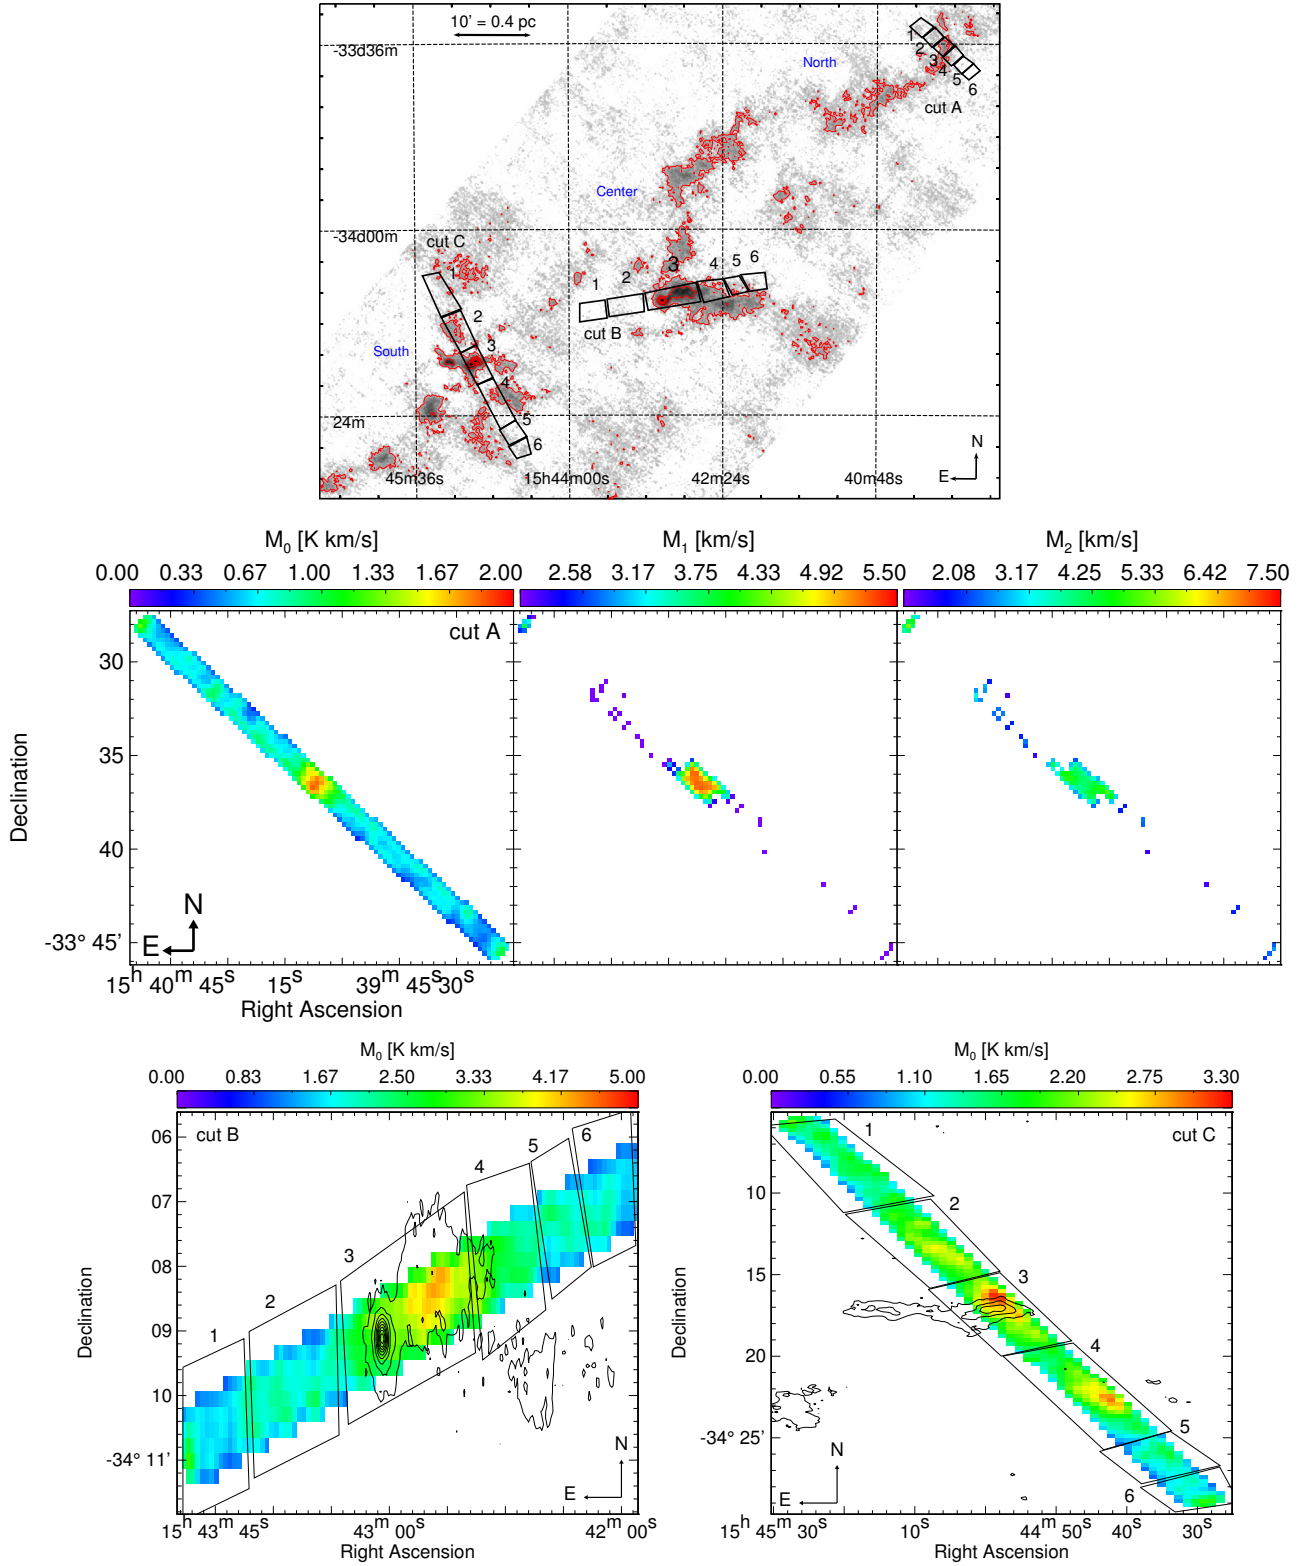 10' = 0.4 pc
-33d36m
North
1
2
3
4
5
6
cut A
Center
-34d00m
cut C
1
2
3
4
5
6
1
2
3
4
5
6
cut B
South
24m
N
E
45m36s
15h44m00s
42m24s
40m48s
M0 [K km/s]
M1 [km/s]
M2 [km/s]
0.00 0.33 0.67 1.00 1.33 1.67 2.00
2.58 3.17 3.75 4.33 4.92 5.50
2.08 3.17 4.25 5.33 6.42 7.50
cut A
30
35
40
-33° 45'
Declination
N
E
15h 40m 45s 15s 39m 45s 30s
Right Ascension
M0 [K km/s]
0.00 0.83 1.67 2.50 3.33 4.17 5.00
cut B
1
2
3
4
5
6
06
07
08
09
10
-34° 11'
Declination
N
E
15h 43m 45s 43m 00s 42m 00s
Right Ascension
M0 [K km/s]
0.00 0.55 1.10 1.65 2.20 2.75 3.30
cut C
1
2
3
4
5
6
10
15
20
-34° 25'
Declination
N
E
15h 45m 30s 10s 44m 50s 40s 30s
Right Ascension